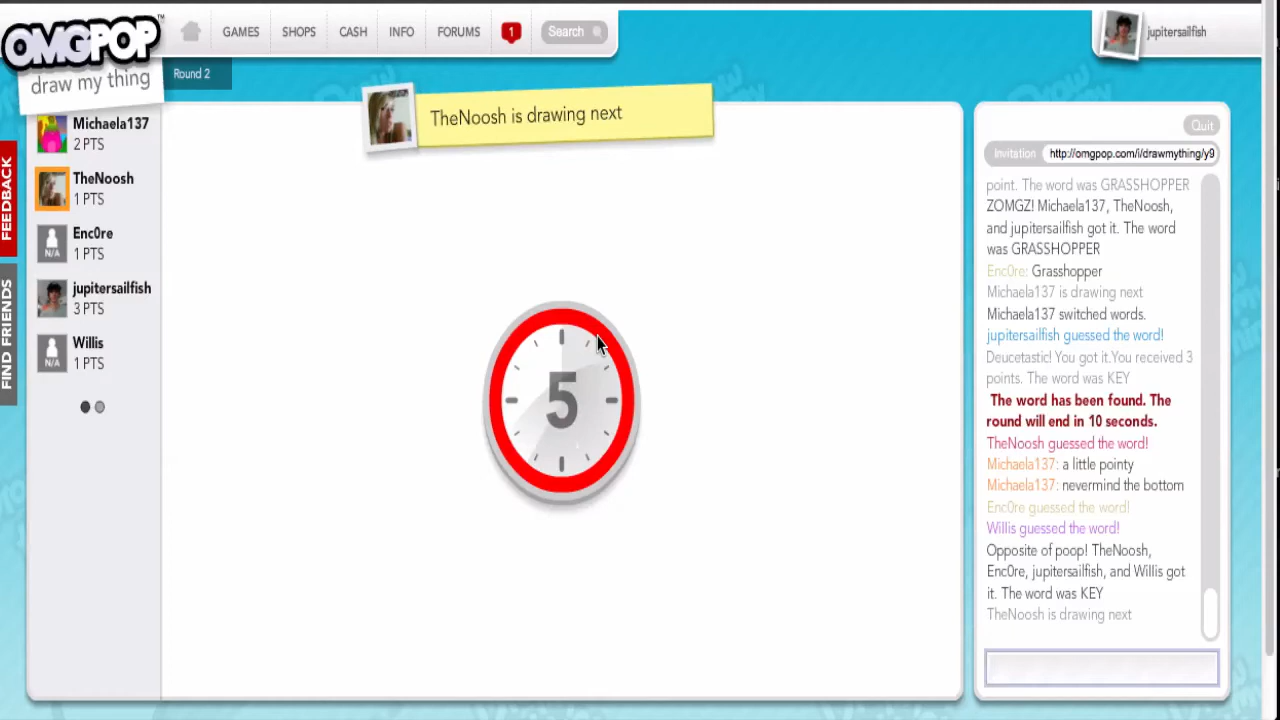 OMGPOP
™
GAMES
SHOPS
CASH
INFO
FORUMS
1
Search
jupitersailfish
draw my thing
Round 2
TheNoosh is drawing next
Michaela137
2 PTS
TheNoosh
1 PTS
N/A
Enc0re
1 PTS
jupitersailfish
3 PTS
N/A
Willis
1 PTS
FEEDBACK
FIND FRIENDS
5
Quit
Invitation
http://omgpop.com/i/drawmything/y9
point. The word was GRASSHOPPER
ZOMGZ! Michaela137, TheNoosh,
and jupitersailfish got it. The word
was GRASSHOPPER
Enc0re: Grasshopper
Michaela137 is drawing next
Michaela137 switched words.
jupitersailfish guessed the word!
Deucetastic! You got it.You received 3
points. The word was KEY
The word has been found. The
round will end in 10 seconds.
TheNoosh guessed the word!
Michaela137: a little pointy
Michaela137: nevermind the bottom
Enc0re guessed the word!
Willis guessed the word!
Opposite of poop! TheNoosh,
Enc0re, jupitersailfish, and Willis got
it. The word was KEY
TheNoosh is drawing next